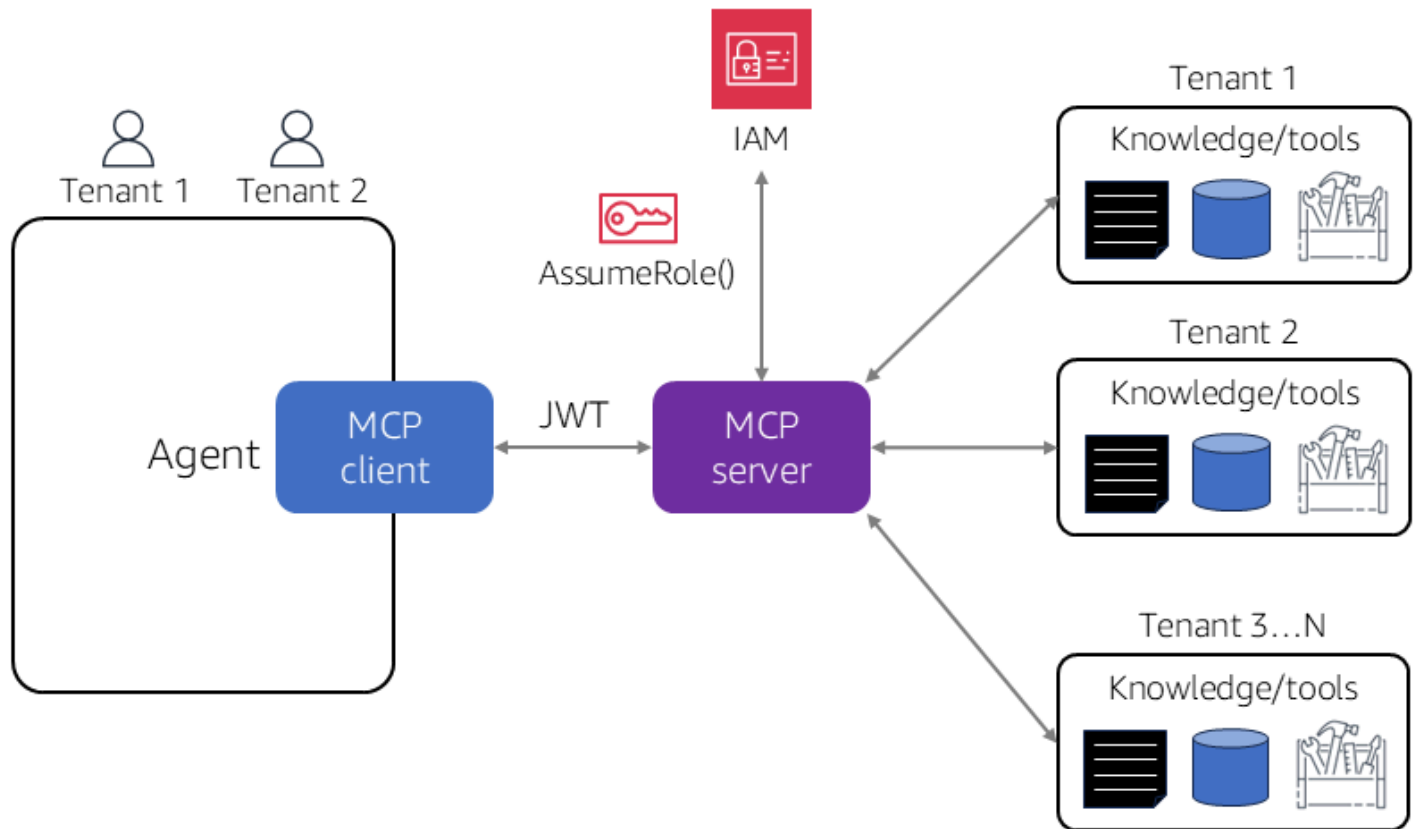 IAM
Tenant 1
Knowledge/tools
Tenant 1
Tenant 2
AssumeRole()
Tenant 2
Knowledge/tools
Agent
MCP
client
JWT
MCP
server
Tenant 3...N
Knowledge/tools